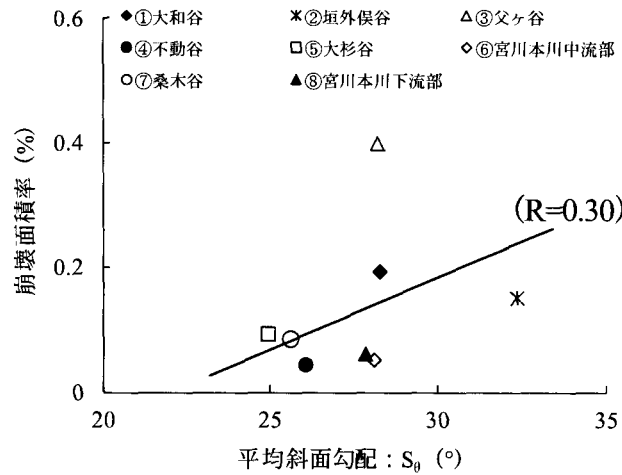 0.6
◆①大和谷 ✳②垣外俣谷 △③父ヶ谷
●④不動谷 □⑤大杉谷 ◇⑥宮川本川中流部
○⑦桑木谷 ▲⑧宮川本川下流部
0.4
(R=0.30)
崩壊面積率 (%)
0.2
0
20 25 30 35
平均斜面勾配：Sθ (°)